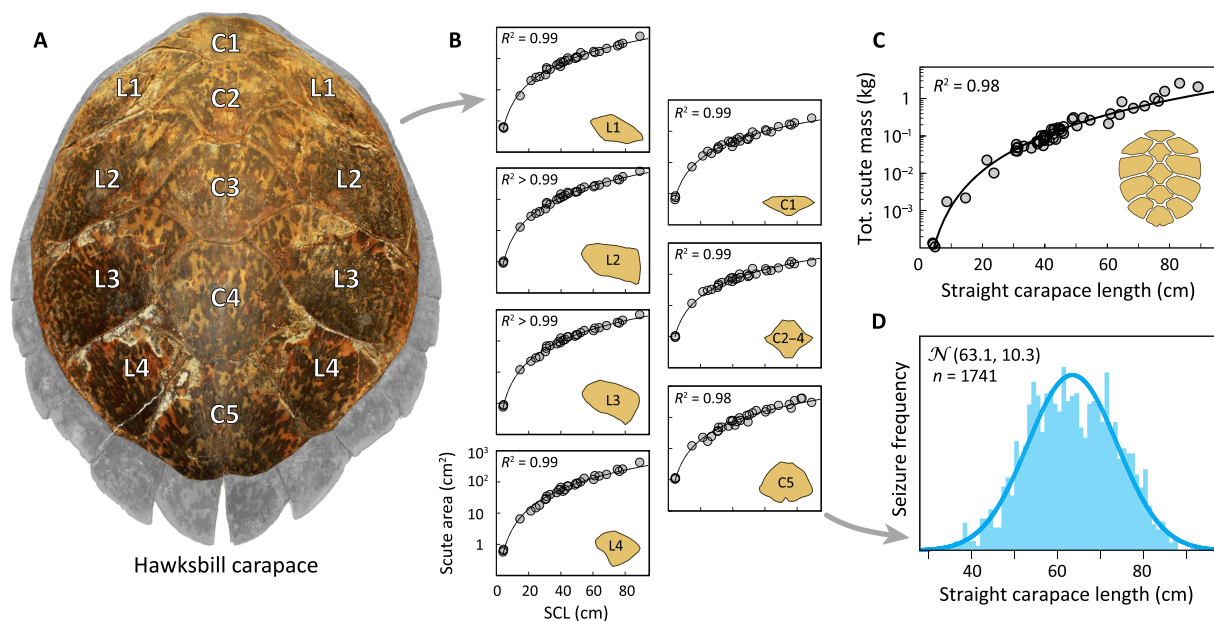 A
C1
L1
L1
C2
L2
L2
C3
L3
L3
C4
L4
L4
C5
Hawksbill carapace
B
R² = 0.99
L1
R² > 0.99
L2
R² > 0.99
L3
R² = 0.99
L4
Scute area (cm²)
10³
10²
10
1
0 20 40 60 80
SCL (cm)
R² = 0.99
C1
R² = 0.99
C2–4
R² = 0.98
C5
C
R² = 0.98
Tot. scute mass (kg)
1
10⁻¹
10⁻²
10⁻³
0 20 40 60 80
Straight carapace length (cm)
D
𝒩 (63.1, 10.3)
n = 1741
Seizure frequency
40 60 80
Straight carapace length (cm)